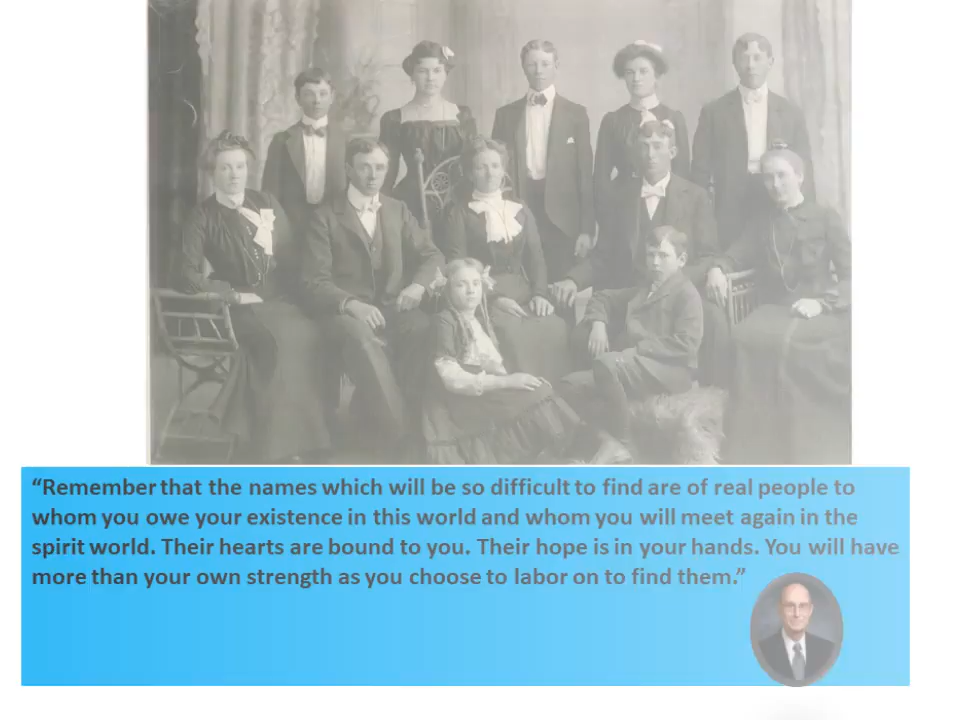 “Remember that the names which will be so difficult to find are of real people to
whom you owe your existence in this world and whom you will meet again in the
spirit world. Their hearts are bound to you. Their hope is in your hands. You will have
more than your own strength as you choose to labor on to find them.”